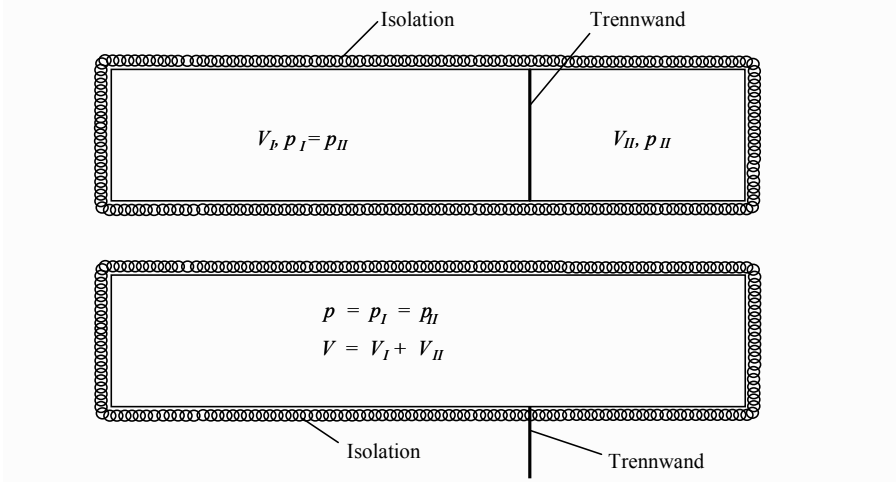 Isolation Trennwand
V_I, p_I = p_II V_II, p_II
p = p_I = p_II
V = V_I + V_II
Isolation
Trennwand